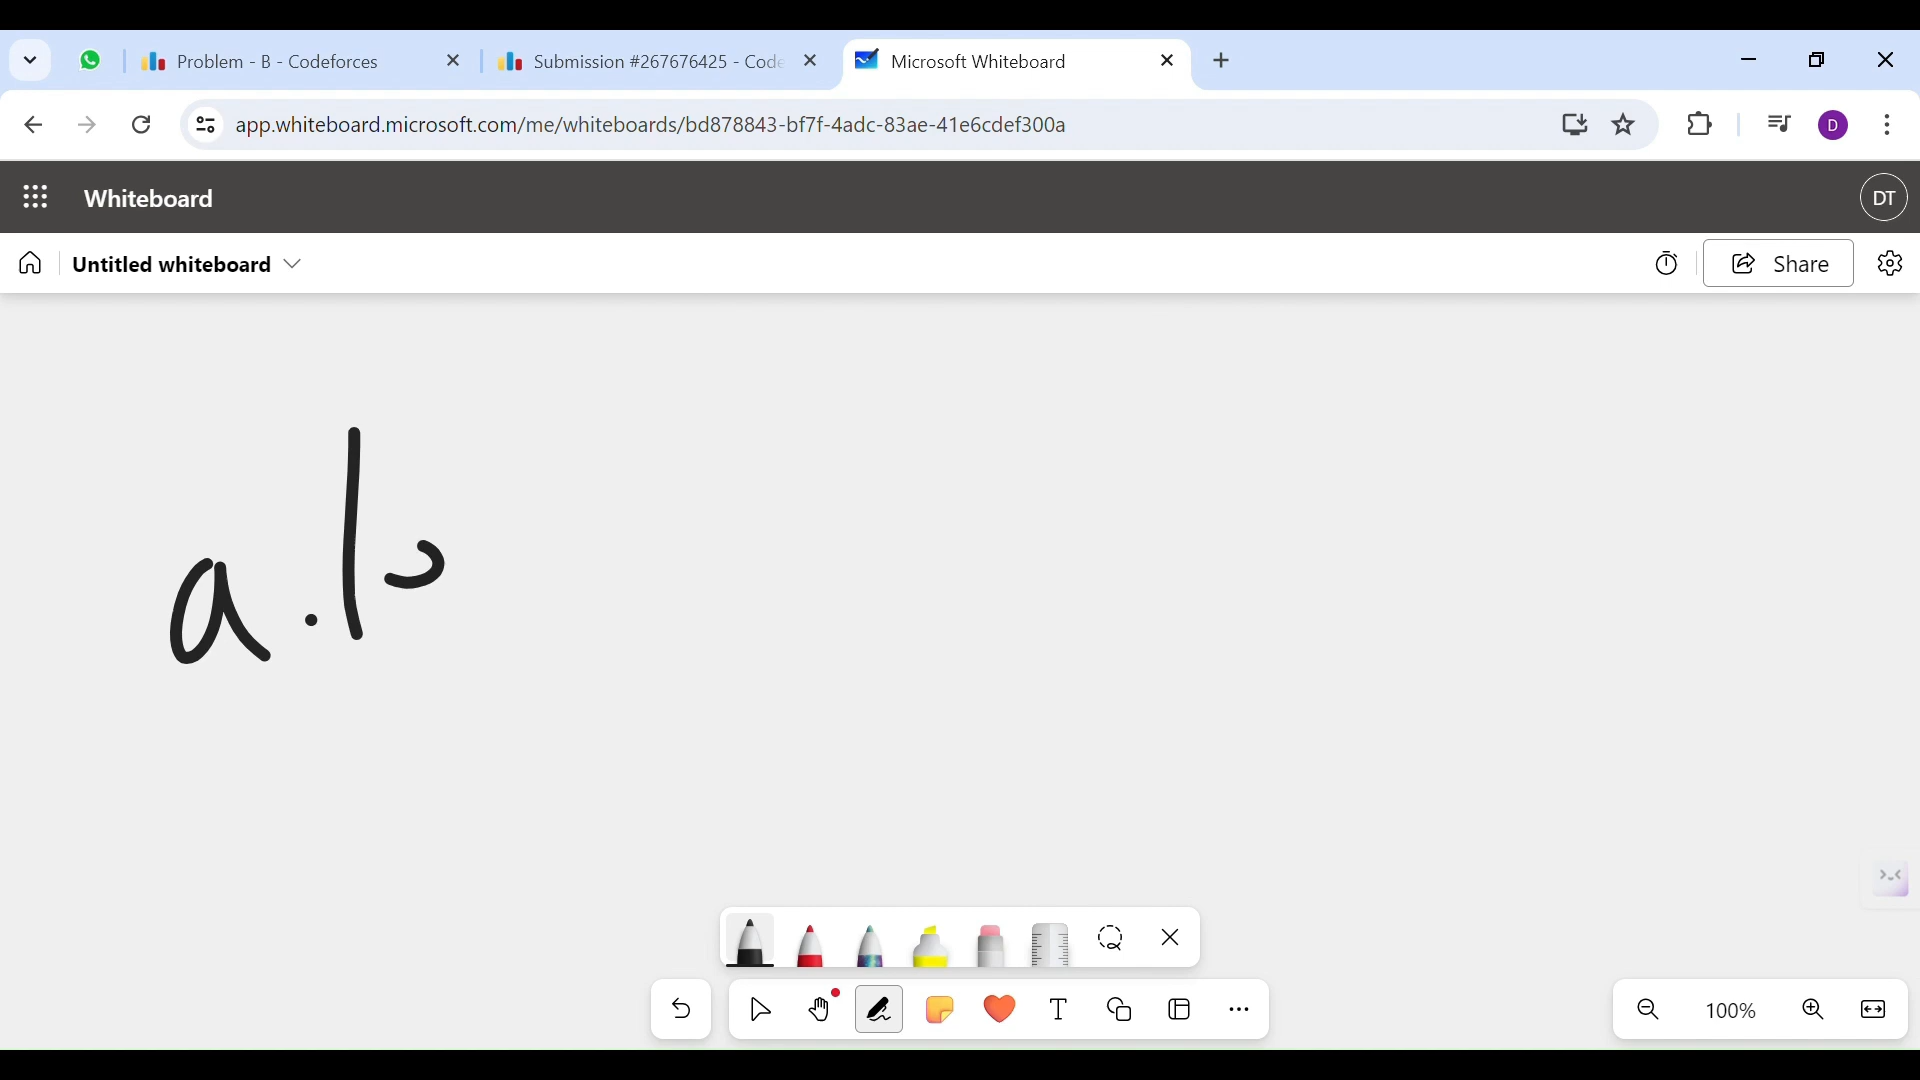 Problem - B - Codeforces
Submission #267676425 - Code
Microsoft Whiteboard
app.whiteboard.microsoft.com/me/whiteboards/bd878843-bf7f-4adc-83ae-41e6cdef300a
D
Whiteboard
DT
Untitled whiteboard
Share
T
100%